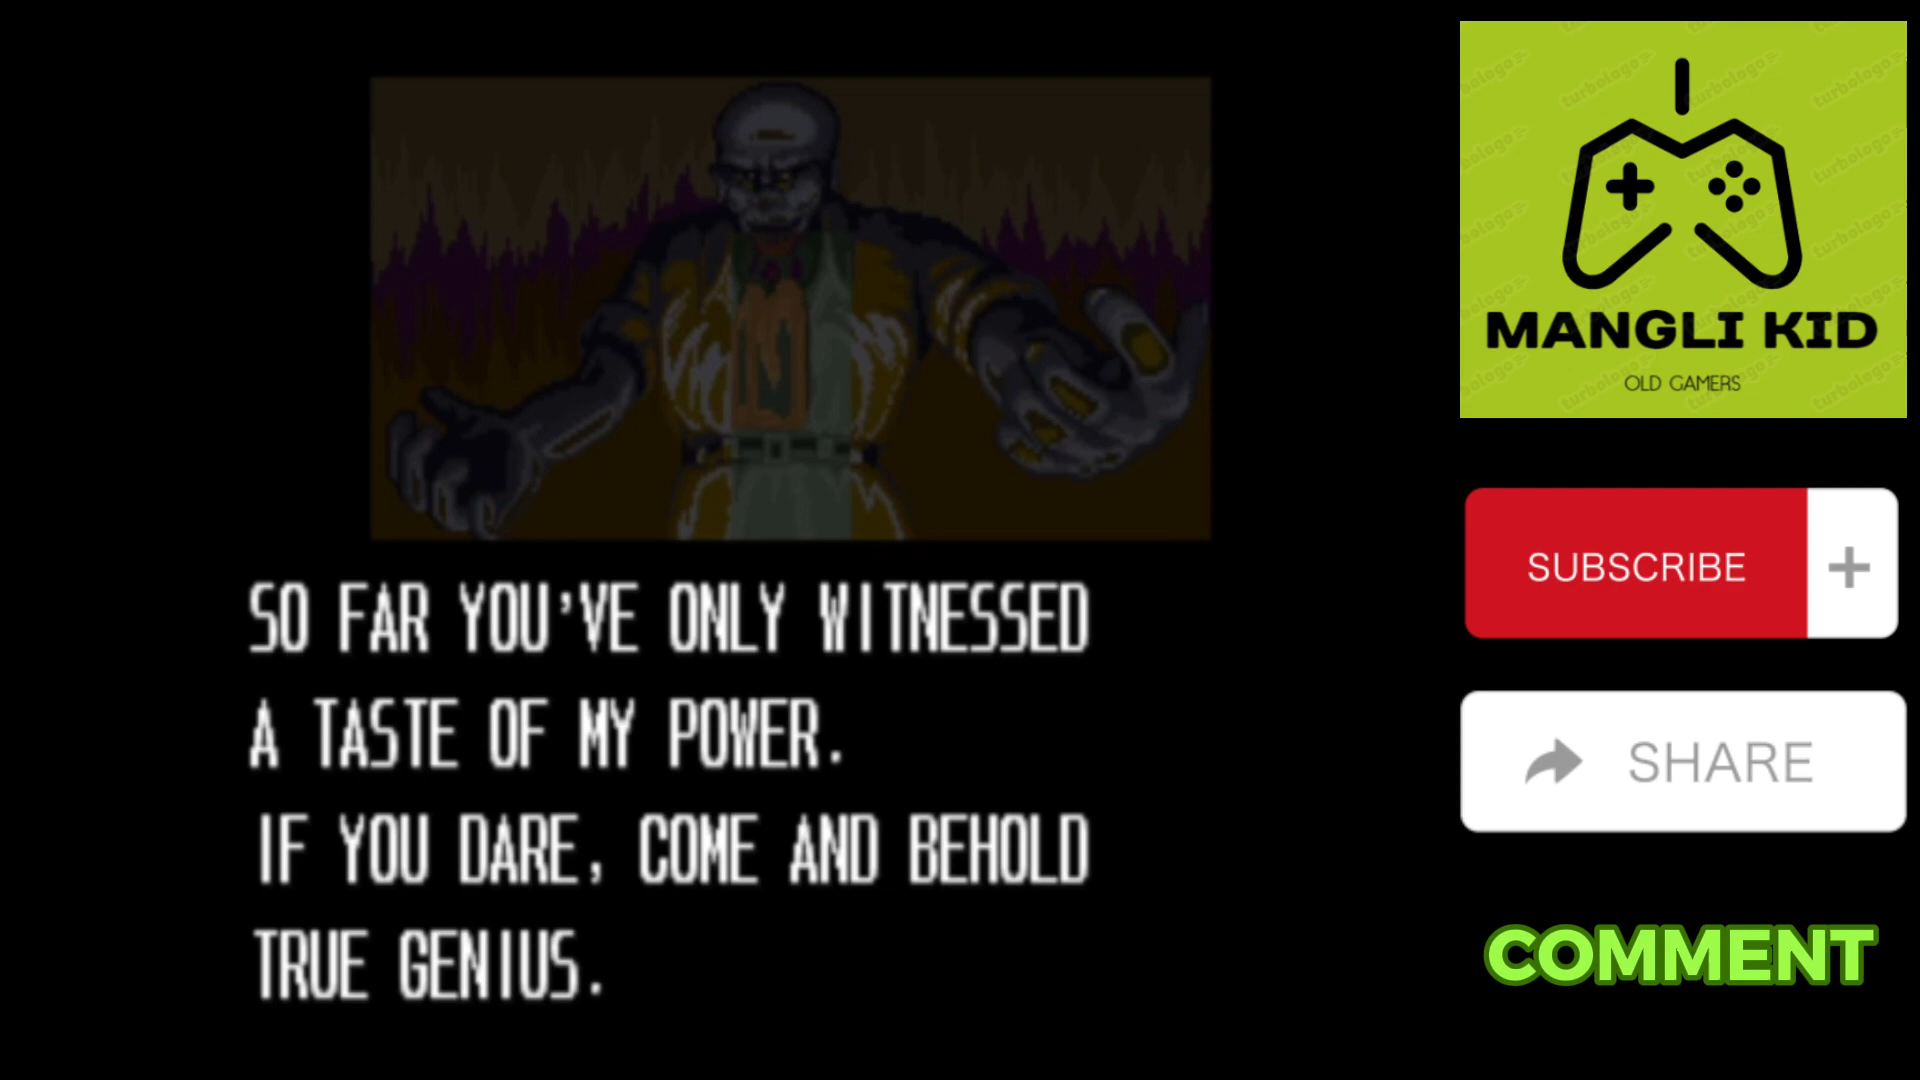 SO FAR YOU'VE ONLY WITNESSED
A TASTE OF MY POWER.
IF YOU DARE, COME AND BEHOLD
TRUE GENIUS.
MANGLI KID
OLD GAMERS
SUBSCRIBE +
SHARE
COMMENT